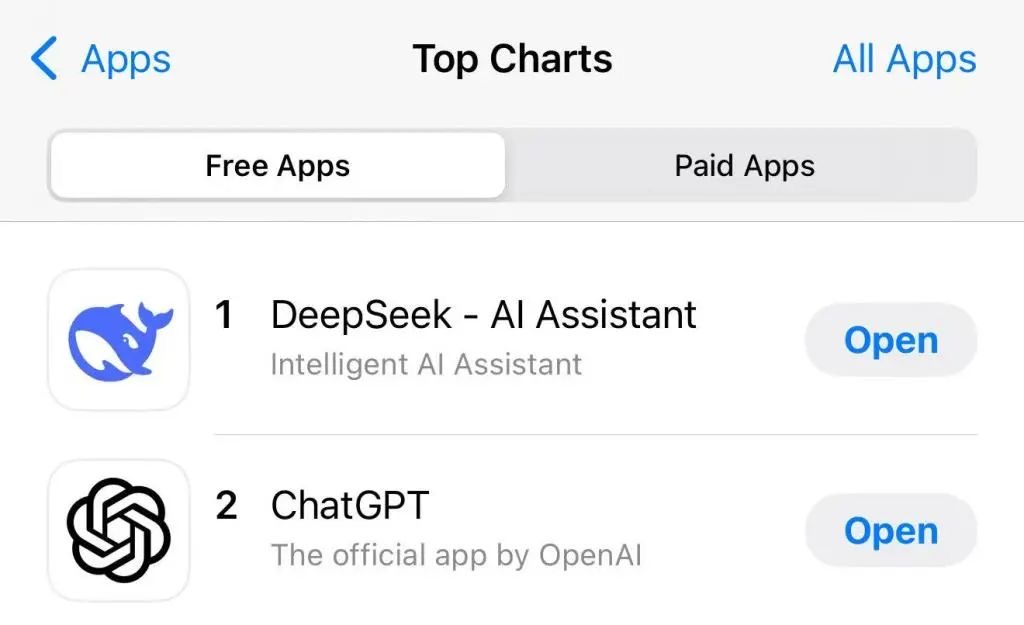 Apps Top Charts All Apps
Free Apps Paid Apps
1 DeepSeek - AI Assistant Open
Intelligent AI Assistant
2 ChatGPT Open
The official app by OpenAI